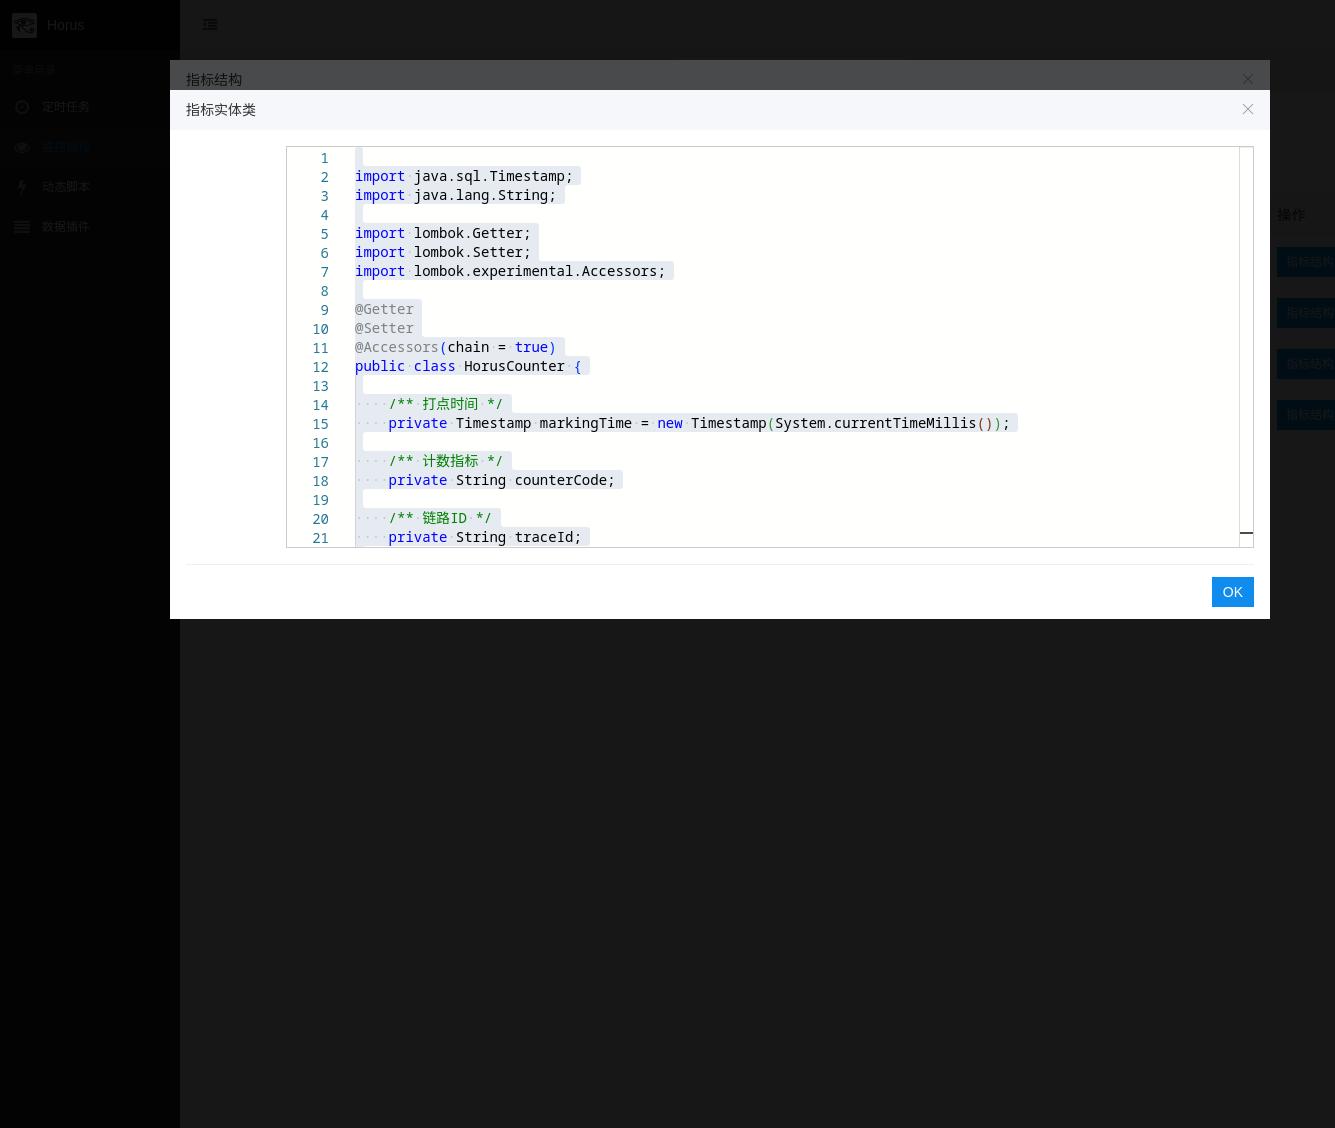 Horus
菜单目录
定时任务
监控指标
动态脚本
数据插件
指标结构
指标实体类
1
2 import java.sql.Timestamp;
3 import java.lang.String;
4
5 import lombok.Getter;
6 import lombok.Setter;
7 import lombok.experimental.Accessors;
8
9 @Getter
10 @Setter
11 @Accessors(chain = true)
12 public class HorusCounter {
13
14 /** 打点时间 */
15 private Timestamp markingTime = new Timestamp(System.currentTimeMillis());
16
17 /** 计数指标 */
18 private String counterCode;
19
20 /** 链路ID */
21 private String traceId;
OK
操作
指标结构
指标结构
指标结构
指标结构